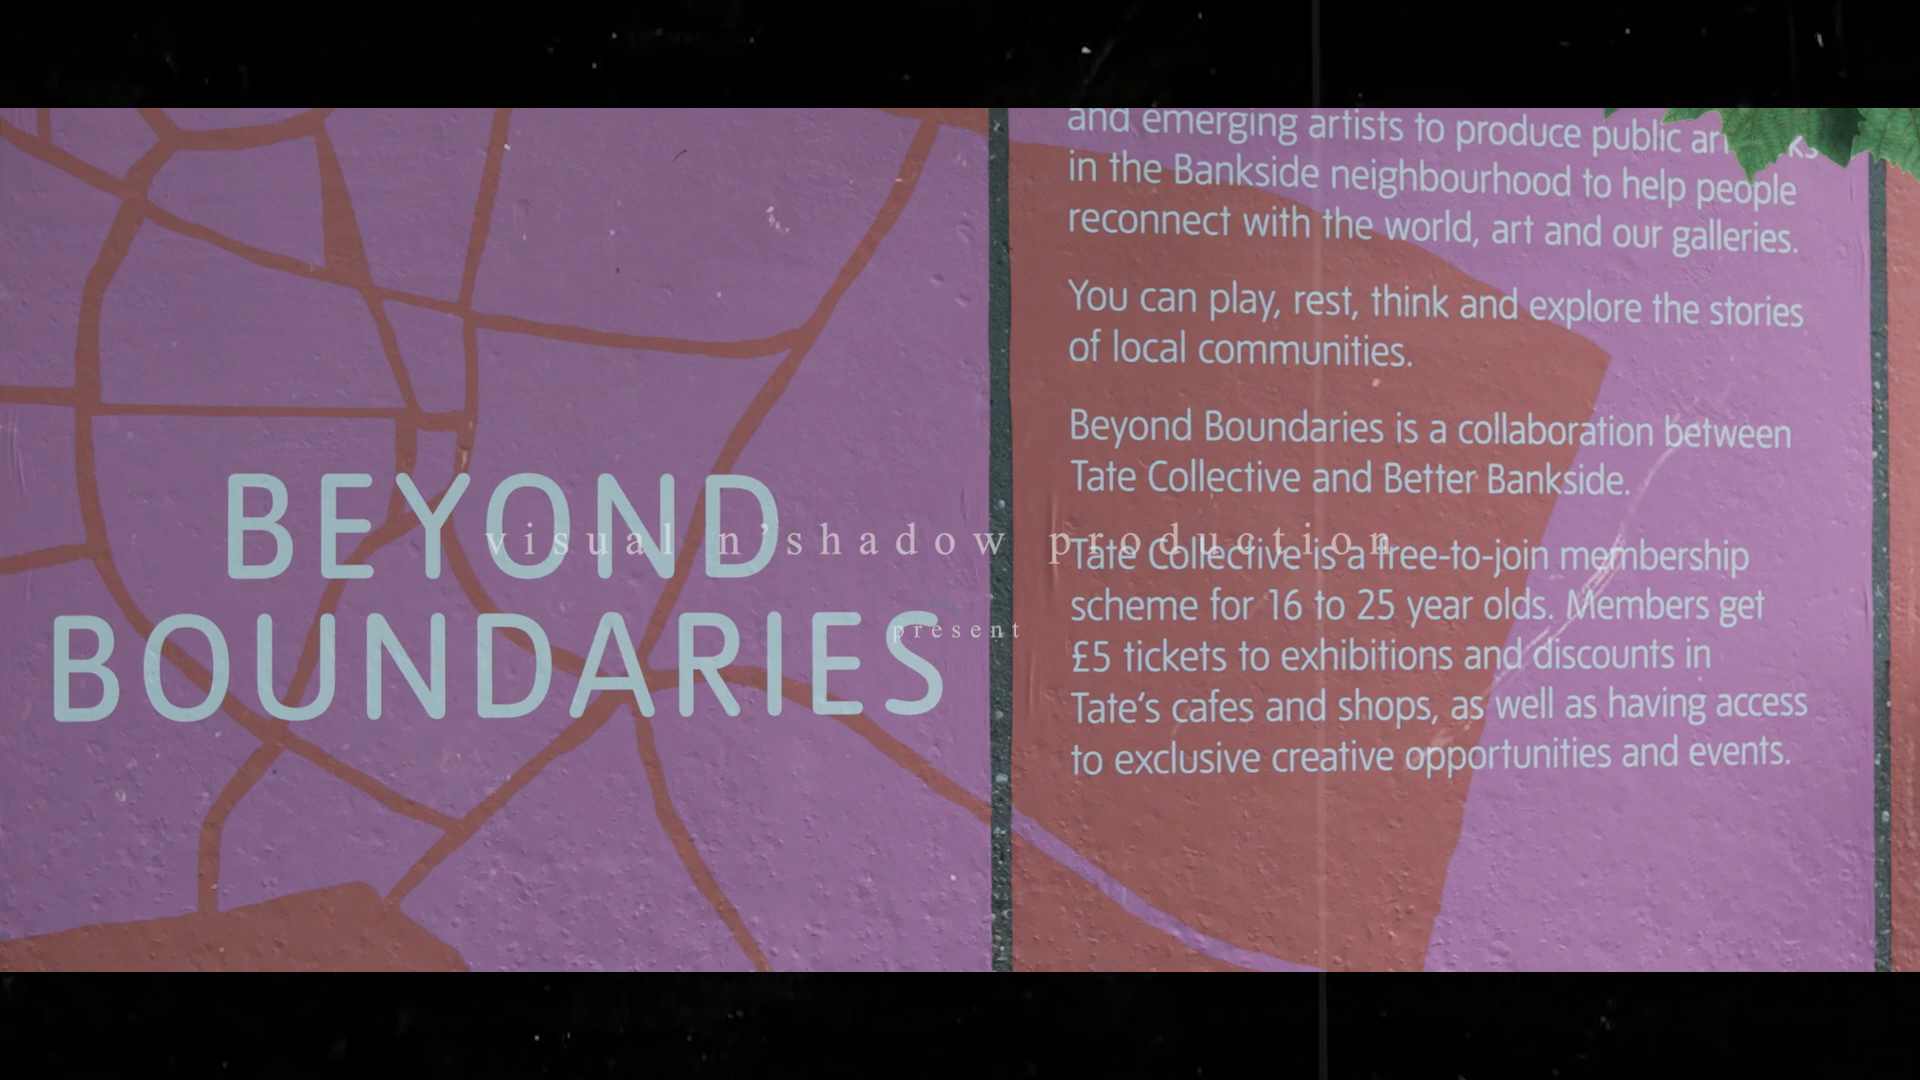 BEYOND
BOUNDARIES
and emerging artists to produce public
in the Bankside neighbourhood to help people
reconnect with the world, art and our galleries.
You can play, rest, think and explore the stories
of local communities.
Beyond Boundaries is a collaboration between
Tate Collective and Better Bankside.
Tate Collective is a free-to-join membership
scheme for 16 to 25 year olds. Members get
£5 tickets to exhibitions and discounts in
Tate's cafes and shops, as well as having access
to exclusive creative opportunities and events.
visual n'shadow production
present